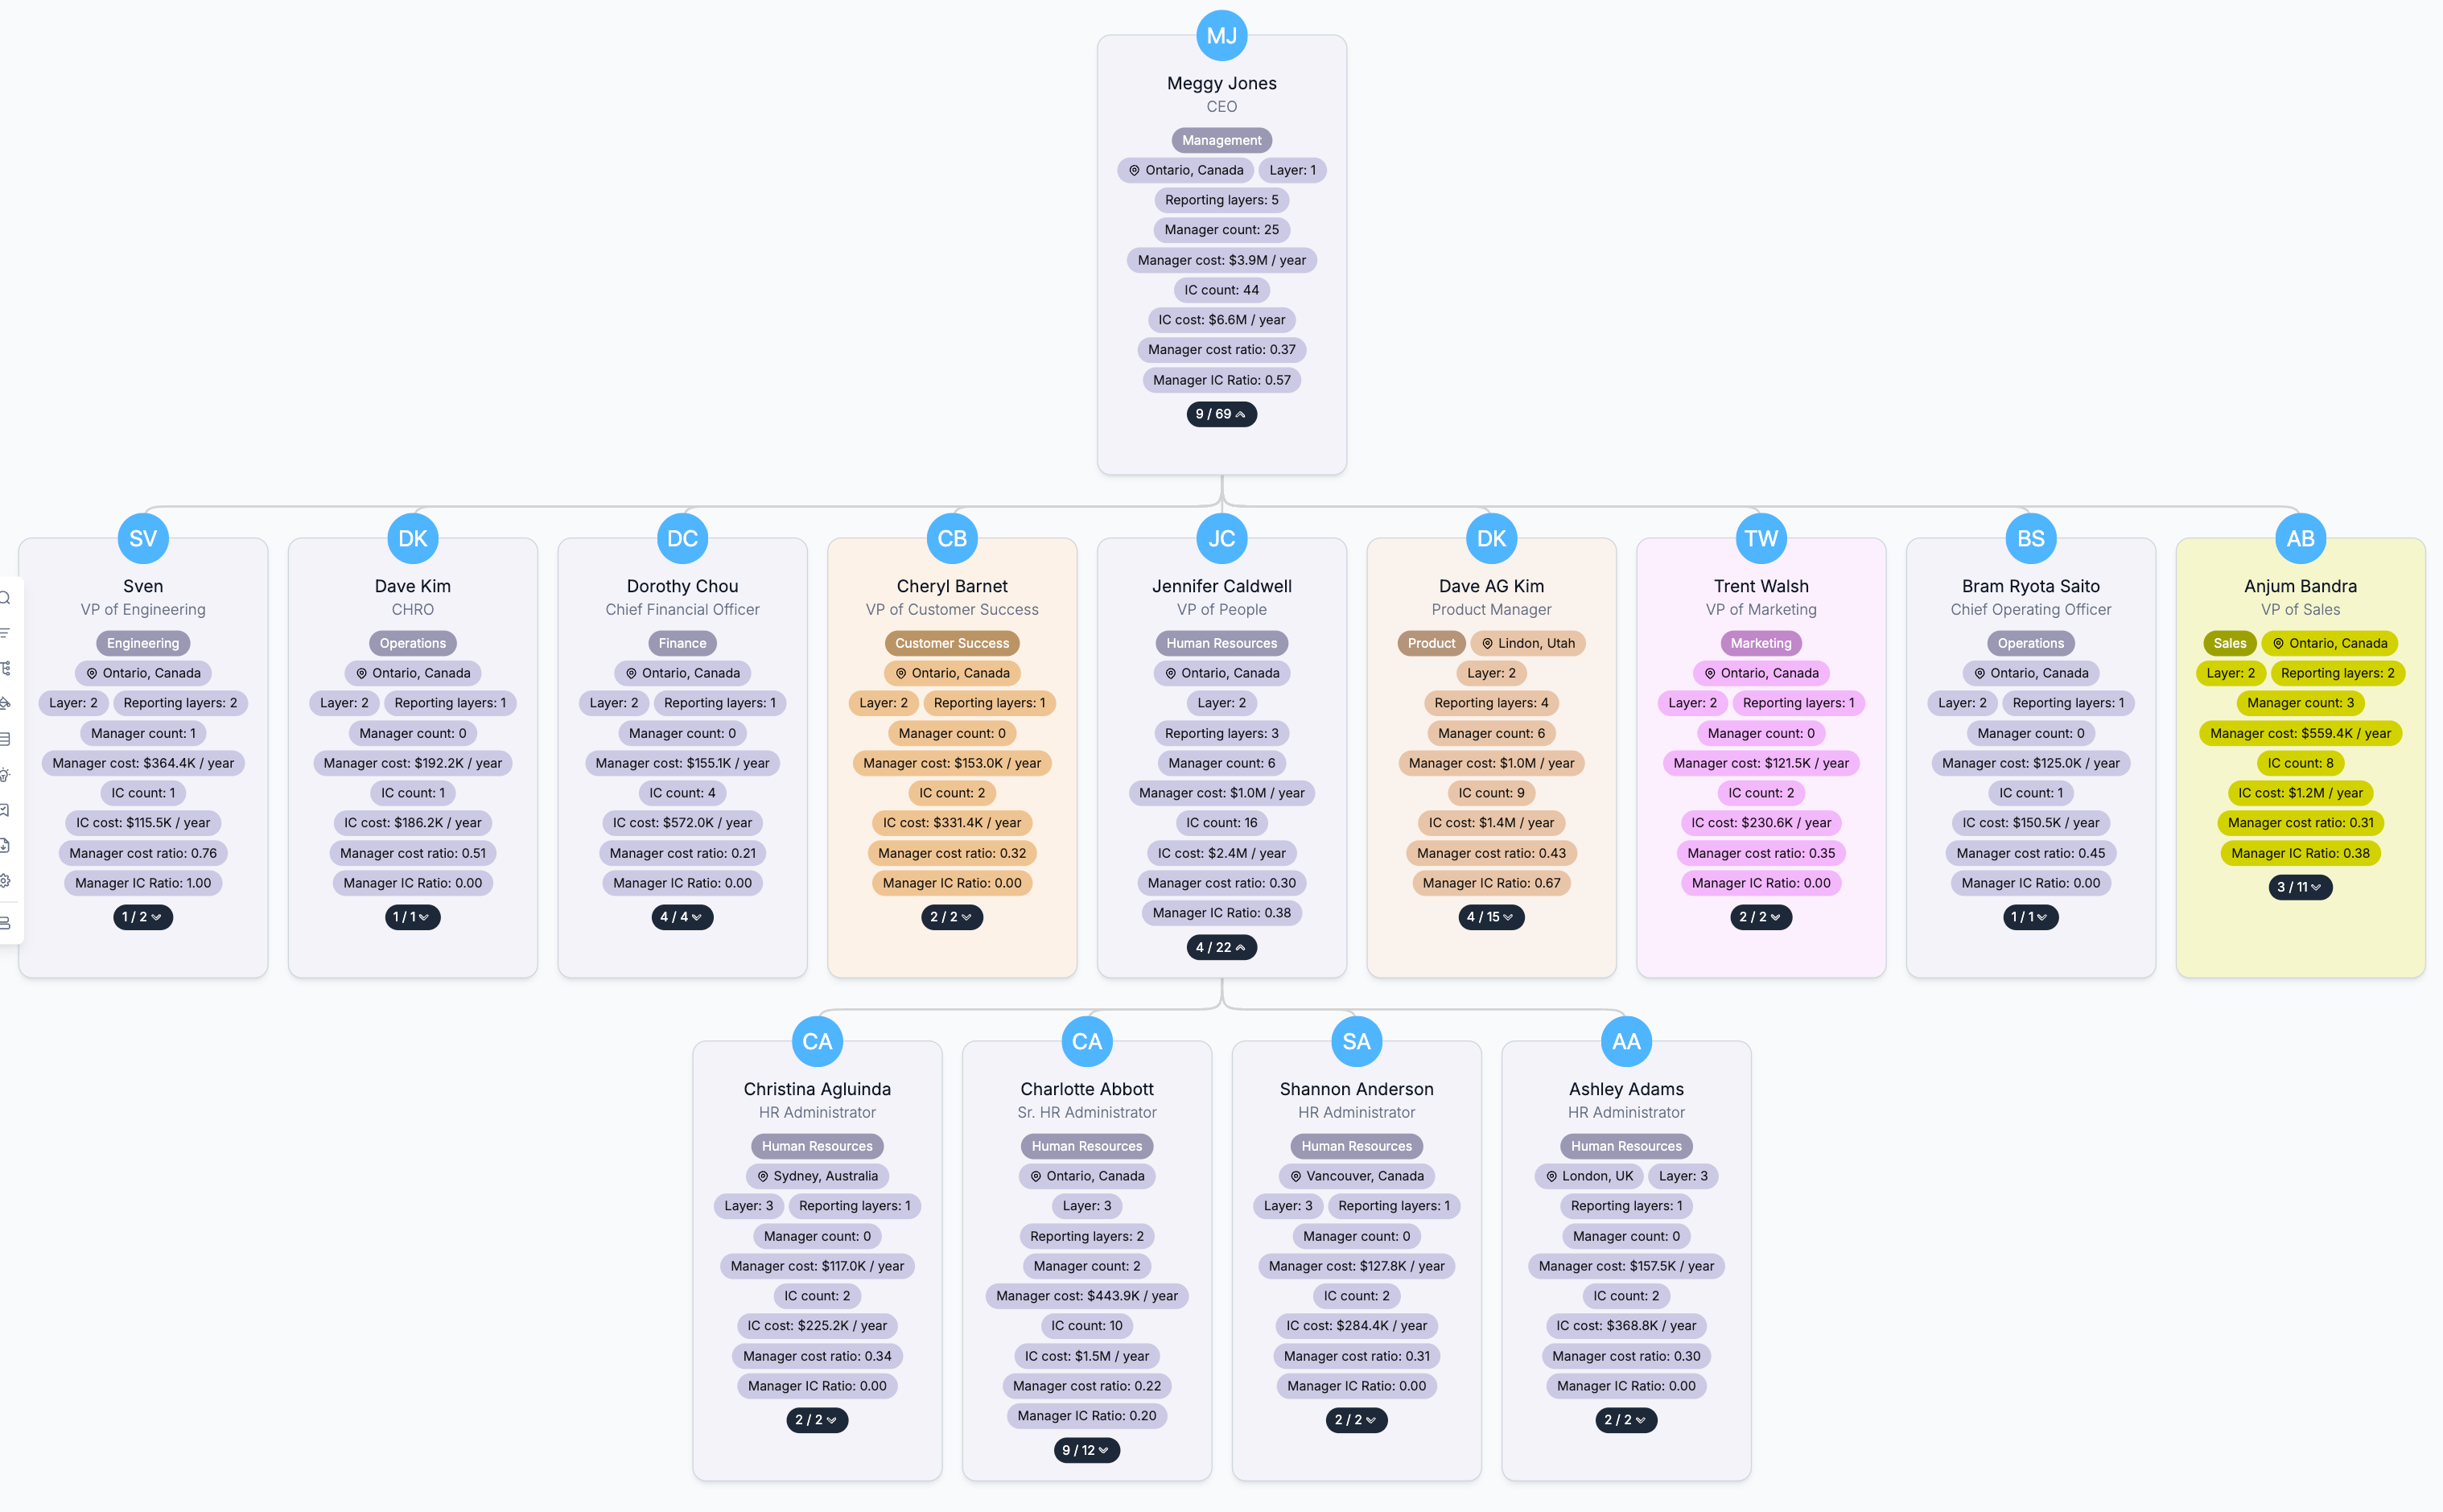 MJ
Meggy Jones
CEO
Management
Ontario, Canada Layer: 1
Reporting layers: 5
Manager count: 25
Manager cost: $3.9M / year
IC count: 44
IC cost: $6.6M / year
Manager cost ratio: 0.37
Manager IC Ratio: 0.57
9 / 69
SV
Sven
VP of Engineering
Engineering
Ontario, Canada
Layer: 2 Reporting layers: 2
Manager count: 1
Manager cost: $364.4K / year
IC count: 1
IC cost: $115.5K / year
Manager cost ratio: 0.76
Manager IC Ratio: 1.00
1 / 2
DK
Dave Kim
CHRO
Operations
Ontario, Canada
Layer: 2 Reporting layers: 1
Manager count: 0
Manager cost: $192.2K / year
IC count: 1
IC cost: $186.2K / year
Manager cost ratio: 0.51
Manager IC Ratio: 0.00
1 / 1
DC
Dorothy Chou
Chief Financial Officer
Finance
Ontario, Canada
Layer: 2 Reporting layers: 1
Manager count: 0
Manager cost: $155.1K / year
IC count: 4
IC cost: $572.0K / year
Manager cost ratio: 0.21
Manager IC Ratio: 0.00
4 / 4
CB
Cheryl Barnet
VP of Customer Success
Customer Success
Ontario, Canada
Layer: 2 Reporting layers: 1
Manager count: 0
Manager cost: $153.0K / year
IC count: 2
IC cost: $331.4K / year
Manager cost ratio: 0.32
Manager IC Ratio: 0.00
2 / 2
JC
Jennifer Caldwell
VP of People
Human Resources
Ontario, Canada
Layer: 2
Reporting layers: 3
Manager count: 6
Manager cost: $1.0M / year
IC count: 16
IC cost: $2.4M / year
Manager cost ratio: 0.30
Manager IC Ratio: 0.38
4 / 22
DK
Dave AG Kim
Product Manager
Product Lindon, Utah
Layer: 2
Reporting layers: 4
Manager count: 6
Manager cost: $1.0M / year
IC count: 9
IC cost: $1.4M / year
Manager cost ratio: 0.43
Manager IC Ratio: 0.67
4 / 15
TW
Trent Walsh
VP of Marketing
Marketing
Ontario, Canada
Layer: 2 Reporting layers: 1
Manager count: 0
Manager cost: $121.5K / year
IC count: 2
IC cost: $230.6K / year
Manager cost ratio: 0.35
Manager IC Ratio: 0.00
2 / 2
BS
Bram Ryota Saito
Chief Operating Officer
Operations
Ontario, Canada
Layer: 2 Reporting layers: 1
Manager count: 0
Manager cost: $125.0K / year
IC count: 1
IC cost: $150.5K / year
Manager cost ratio: 0.45
Manager IC Ratio: 0.00
1 / 1
AB
Anjum Bandra
VP of Sales
Sales Ontario, Canada
Layer: 2 Reporting layers: 2
Manager count: 3
Manager cost: $559.4K / year
IC count: 8
IC cost: $1.2M / year
Manager cost ratio: 0.31
Manager IC Ratio: 0.38
3 / 11
CA
Christina Agluinda
HR Administrator
Human Resources
Sydney, Australia
Layer: 3 Reporting layers: 1
Manager count: 0
Manager cost: $117.0K / year
IC count: 2
IC cost: $225.2K / year
Manager cost ratio: 0.34
Manager IC Ratio: 0.00
2 / 2
CA
Charlotte Abbott
Sr. HR Administrator
Human Resources
Ontario, Canada
Layer: 3
Reporting layers: 2
Manager count: 2
Manager cost: $443.9K / year
IC count: 10
IC cost: $1.5M / year
Manager cost ratio: 0.22
Manager IC Ratio: 0.20
9 / 12
SA
Shannon Anderson
HR Administrator
Human Resources
Vancouver, Canada
Layer: 3 Reporting layers: 1
Manager count: 0
Manager cost: $127.8K / year
IC count: 2
IC cost: $284.4K / year
Manager cost ratio: 0.31
Manager IC Ratio: 0.00
2 / 2
AA
Ashley Adams
HR Administrator
Human Resources
London, UK Layer: 3
Reporting layers: 1
Manager count: 0
Manager cost: $157.5K / year
IC count: 2
IC cost: $368.8K / year
Manager cost ratio: 0.30
Manager IC Ratio: 0.00
2 / 2